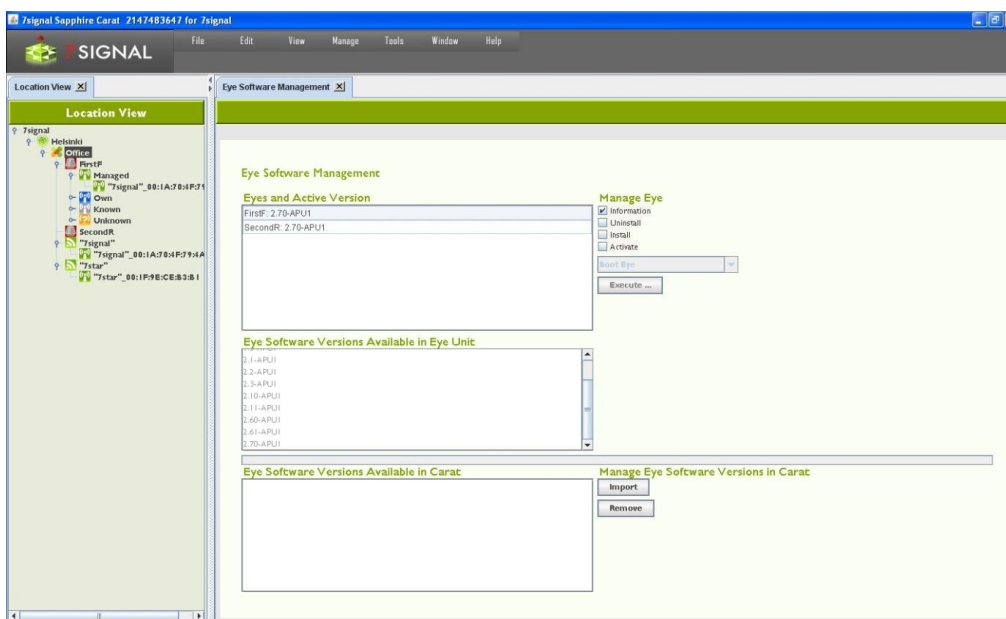 7signal Sapphire Carat 2147483647 for 7signal
7SIGNAL
File Edit View Manage Tools Window Help
Location View
Eye Software Management
Location View
7signal
Helsinki
Office
FirstF
Managed
"7signal"_00:1A:70:4F:79
Own
Known
Unknown
SecondR
"7signal"
"7signal"_00:1A:70:4F:79:4A
"7star"
"7star"_00:1F:9E:CE:B3:B1
Eye Software Management
Eyes and Active Version
FirstF: 2.70-APU1
SecondR: 2.70-APU1
Manage Eye
Information
Uninstall
Install
Activate
Boot Eye
Execute ...
Eye Software Versions Available in Eye Unit
2.1-APU1
2.2-APU1
2.3-APU1
2.10-APU1
2.11-APU1
2.60-APU1
2.61-APU1
2.70-APU1
Eye Software Versions Available in Carat
Manage Eye Software Versions in Carat
Import
Remove